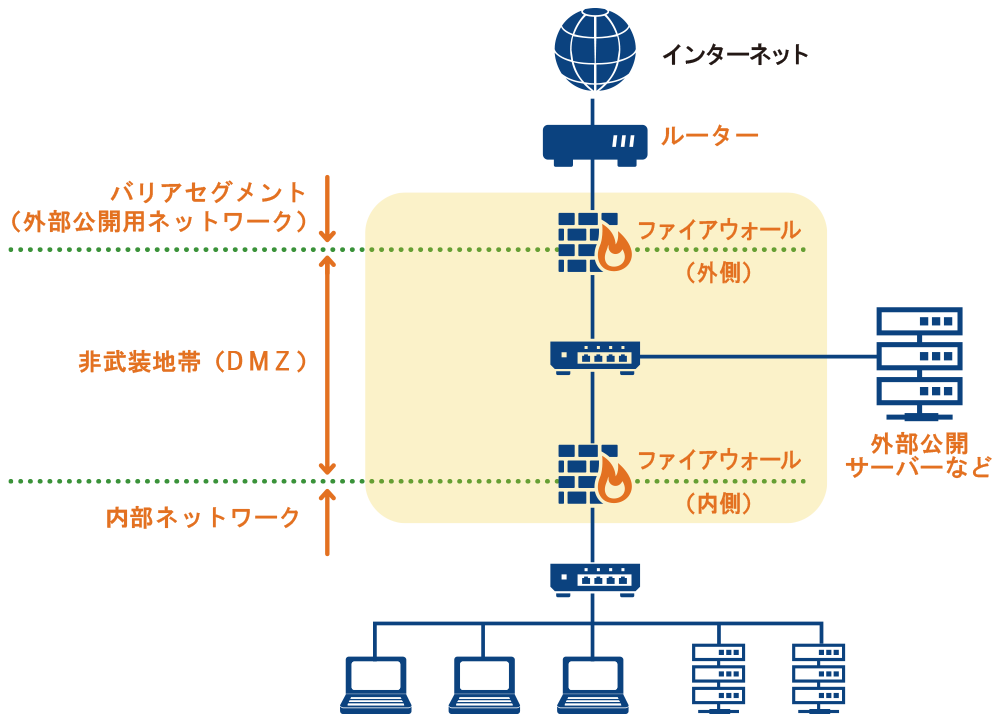 インターネット
ルーター
バリアセグメント
（外部公開用ネットワーク）
ファイアウォール
（外側）
非武装地帯（ＤＭＺ）
外部公開
サーバーなど
ファイアウォール
（内側）
内部ネットワーク